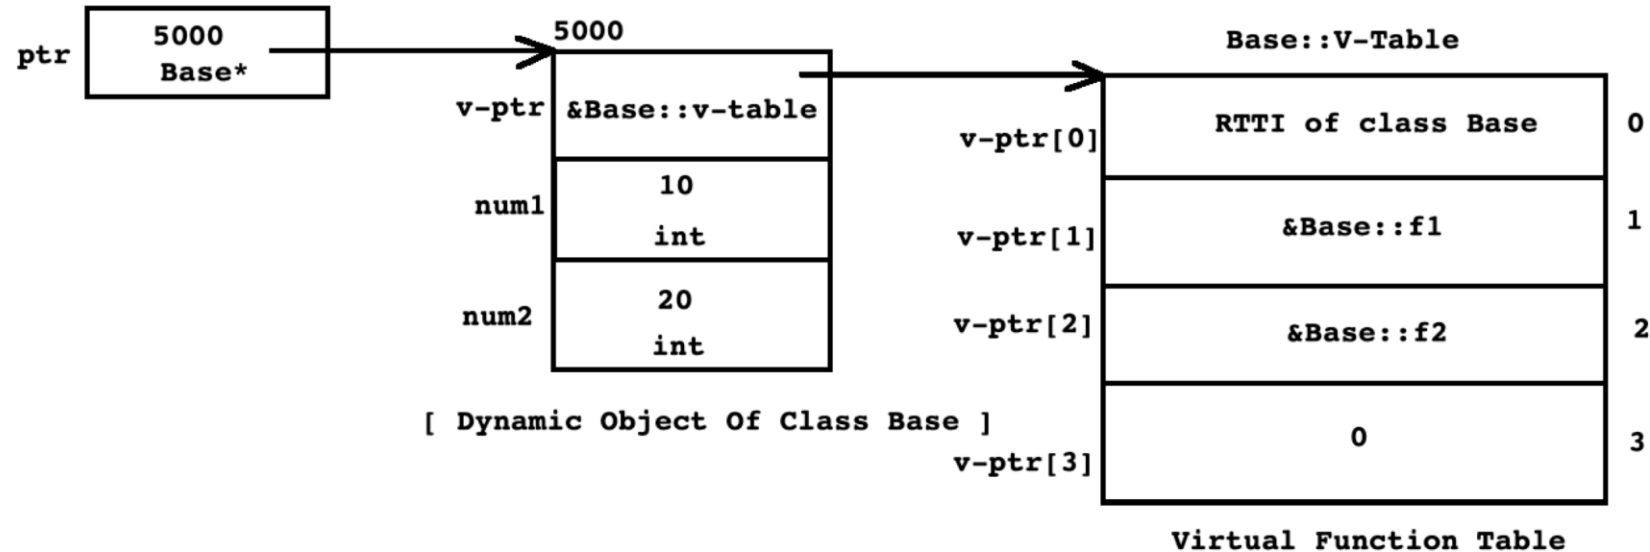 ptr
5000
Base*
5000
v-ptr
&Base::v-table
num1
10
int
num2
20
int
[ Dynamic Object Of Class Base ]
Base::V-Table
v-ptr[0]
RTTI of class Base
0
v-ptr[1]
&Base::f1
1
v-ptr[2]
&Base::f2
2
v-ptr[3]
0
3
Virtual Function Table